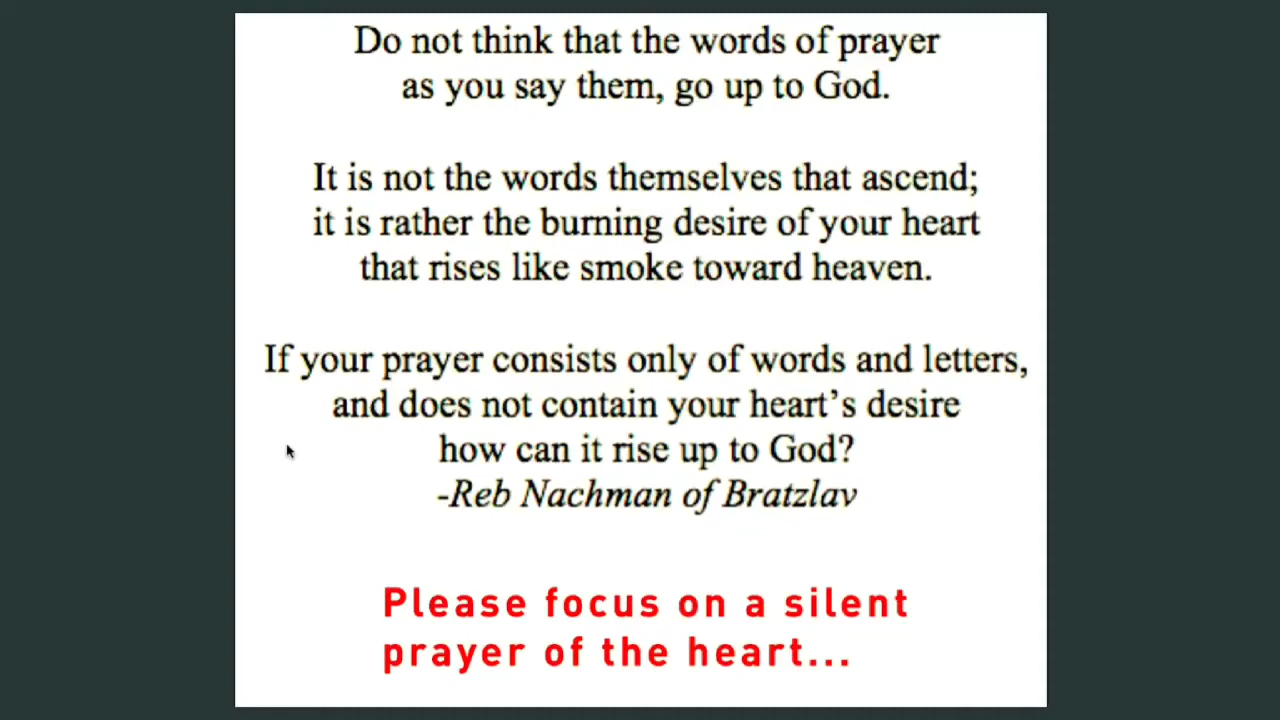 Do not think that the words of prayer
as you say them, go up to God.
It is not the words themselves that ascend;
it is rather the burning desire of your heart
that rises like smoke toward heaven.
If your prayer consists only of words and letters,
and does not contain your heart’s desire
how can it rise up to God?
-Reb Nachman of Bratzlav
Please focus on a silent
prayer of the heart...